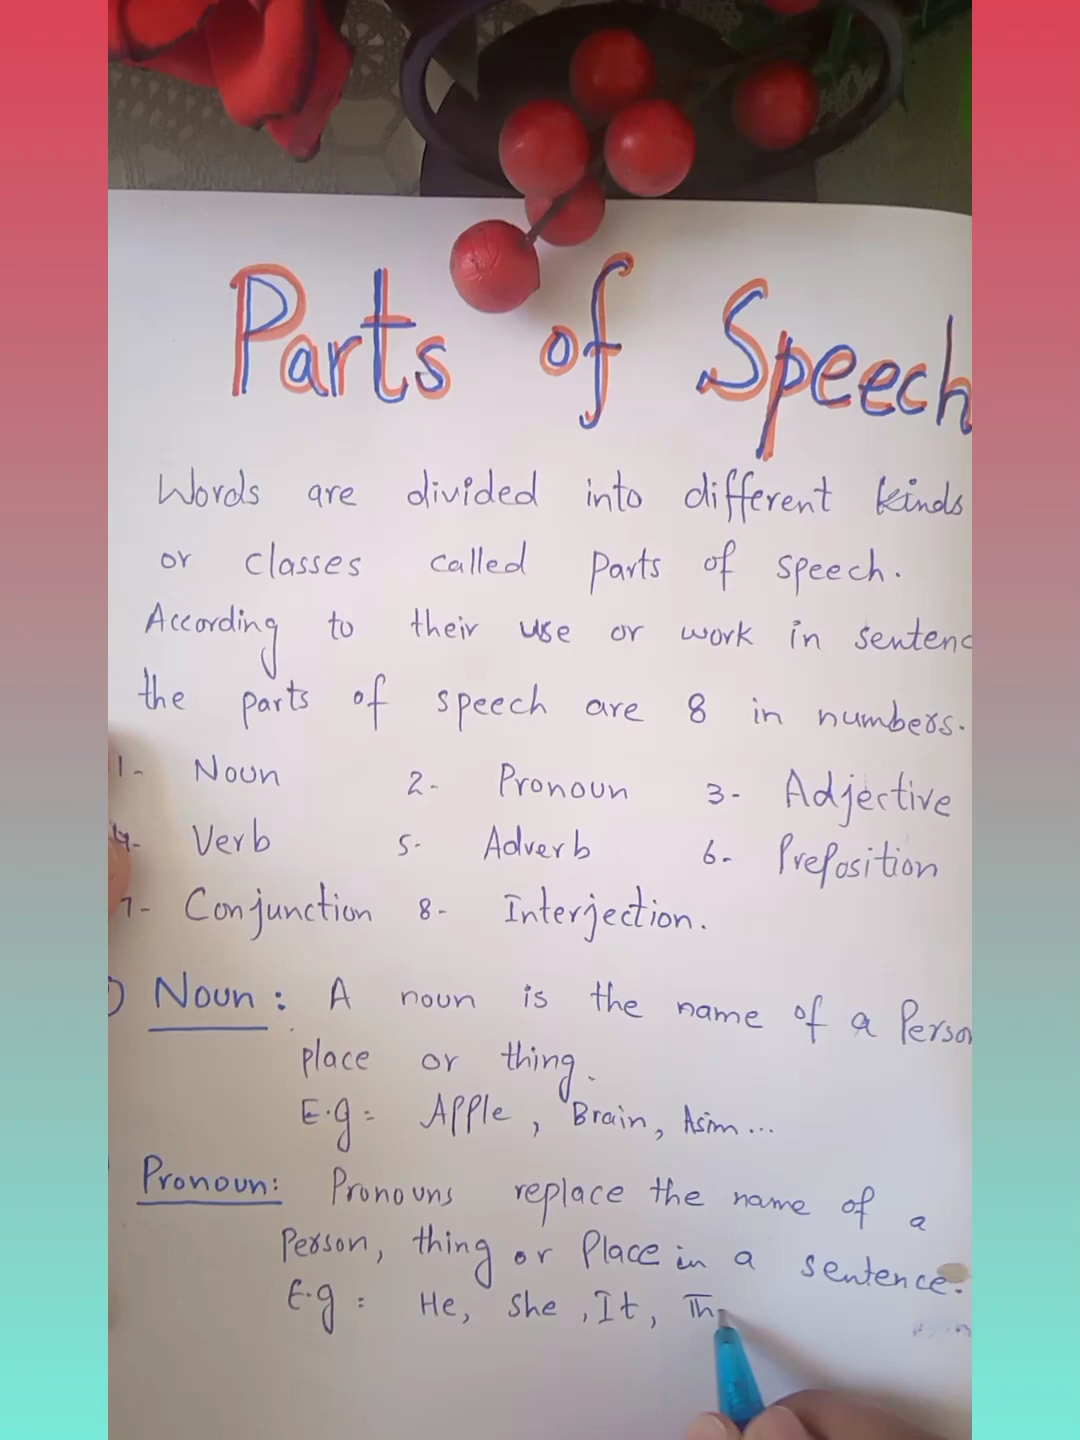 Parts of Speech
Words are divided into different kinds
or classes called parts of speech.
According to their use or work in sentenc
the parts of speech are 8 in numbers.
1- Noun 2- Pronoun 3- Adjective
4- Verb 5- Adverb 6- Preposition
7- Conjunction 8- Interjection.
) Noun: A noun is the name of a Person
place or thing.
E.g= Apple, Brain, Asim...
Pronoun: Pronouns replace the name of a
Person, thing or Place in a sentence.
E.g= He, She, It, Th